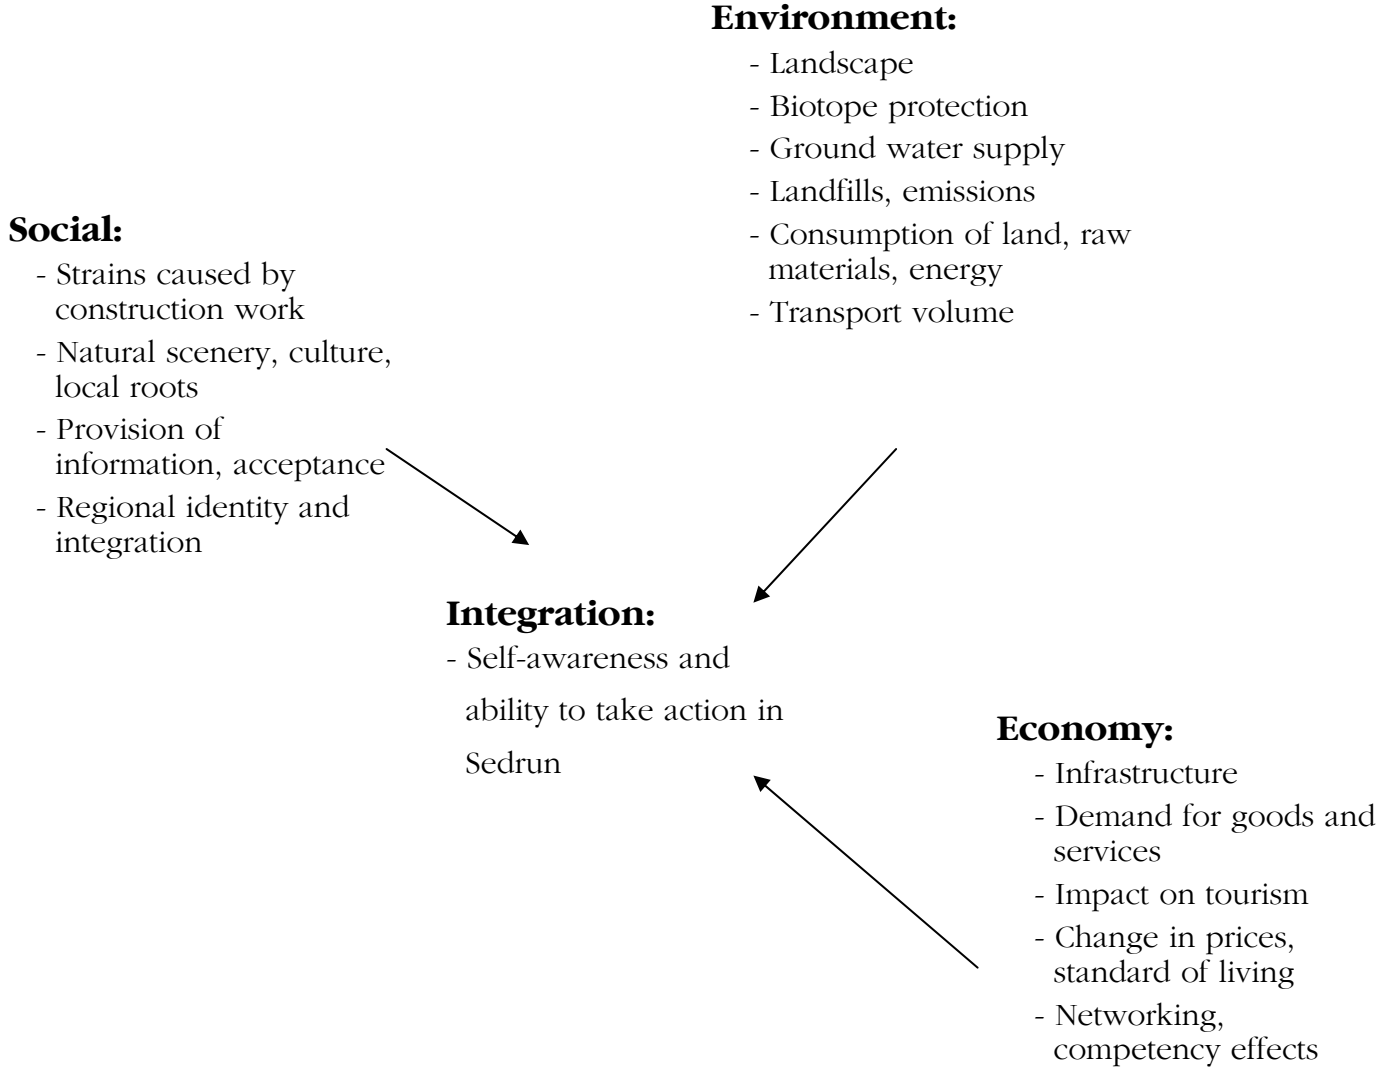 Environment:
- Landscape
- Biotope protection
- Ground water supply
- Landfills, emissions
- Consumption of land, raw
materials, energy
- Transport volume
Social:
- Strains caused by
construction work
- Natural scenery, culture,
local roots
- Provision of
information, acceptance
- Regional identity and
integration
Integration:
- Self-awareness and
ability to take action in
Sedrun
Economy:
- Infrastructure
- Demand for goods and
services
- Impact on tourism
- Change in prices,
standard of living
- Networking,
competency effects